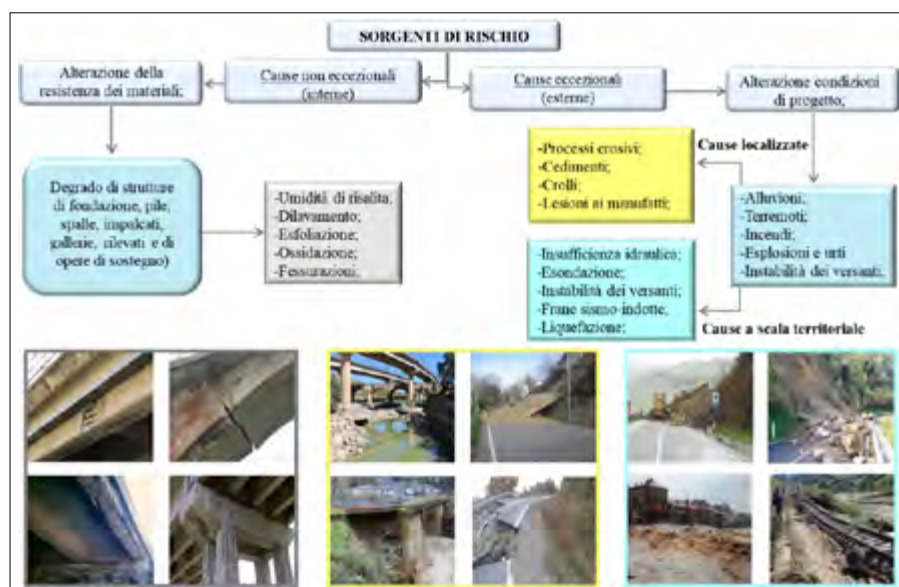 SORGENTI DI RISCHIO
Alterazione della
resistenza dei materiali;
Cause non eccezionali
(interne)
Cause eccezionali
(esterne)
Alterazione condizioni
di progetto;
Degrado di strutture
di fondazione, pile,
spalle, impalcati,
gallerie, rilevati e di
opere di sostegno)
-Umidità di risalita;
-Dilavamento;
-Esfoliazione;
-Ossidazione;
-Fessurazioni;
-Processi erosivi;
-Cedimenti;
-Crolli;
-Lesioni ai manufatti;
Cause localizzate
-Alluvioni;
-Terremoti;
-Incendi;
-Esplosioni e urti
-Instabilità dei versanti;
-Insufficienza idraulica;
-Esondazione;
-Instabilità dei versanti;
-Frane sismo-indotte;
-Liquefazione;
Cause a scala territoriale